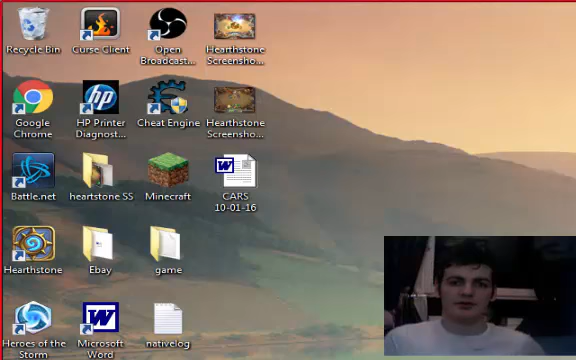 Recycle Bin
Curse Client
Open
Broadcast...
Hearthstone
Screensho...
Google
Chrome
HP Printer
Diagnost...
Cheat Engine
Hearthstone
Screensho...
Battle.net
heartstone SS
Minecraft
CARS
10-01-16
Hearthstone
Ebay
game
Heroes of the
Storm
Microsoft
Word
nativelog